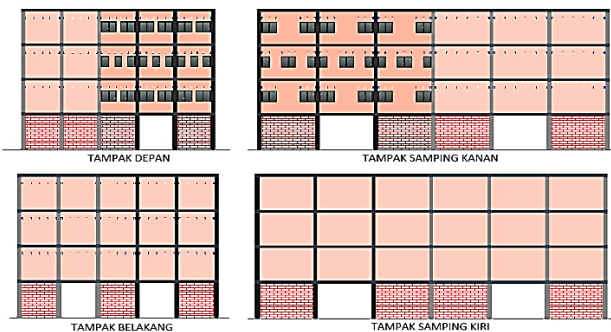 TAMPAK DEPAN
TAMPAK SAMPING KANAN
TAMPAK BELAKANG
TAMPAK SAMPING KIRI